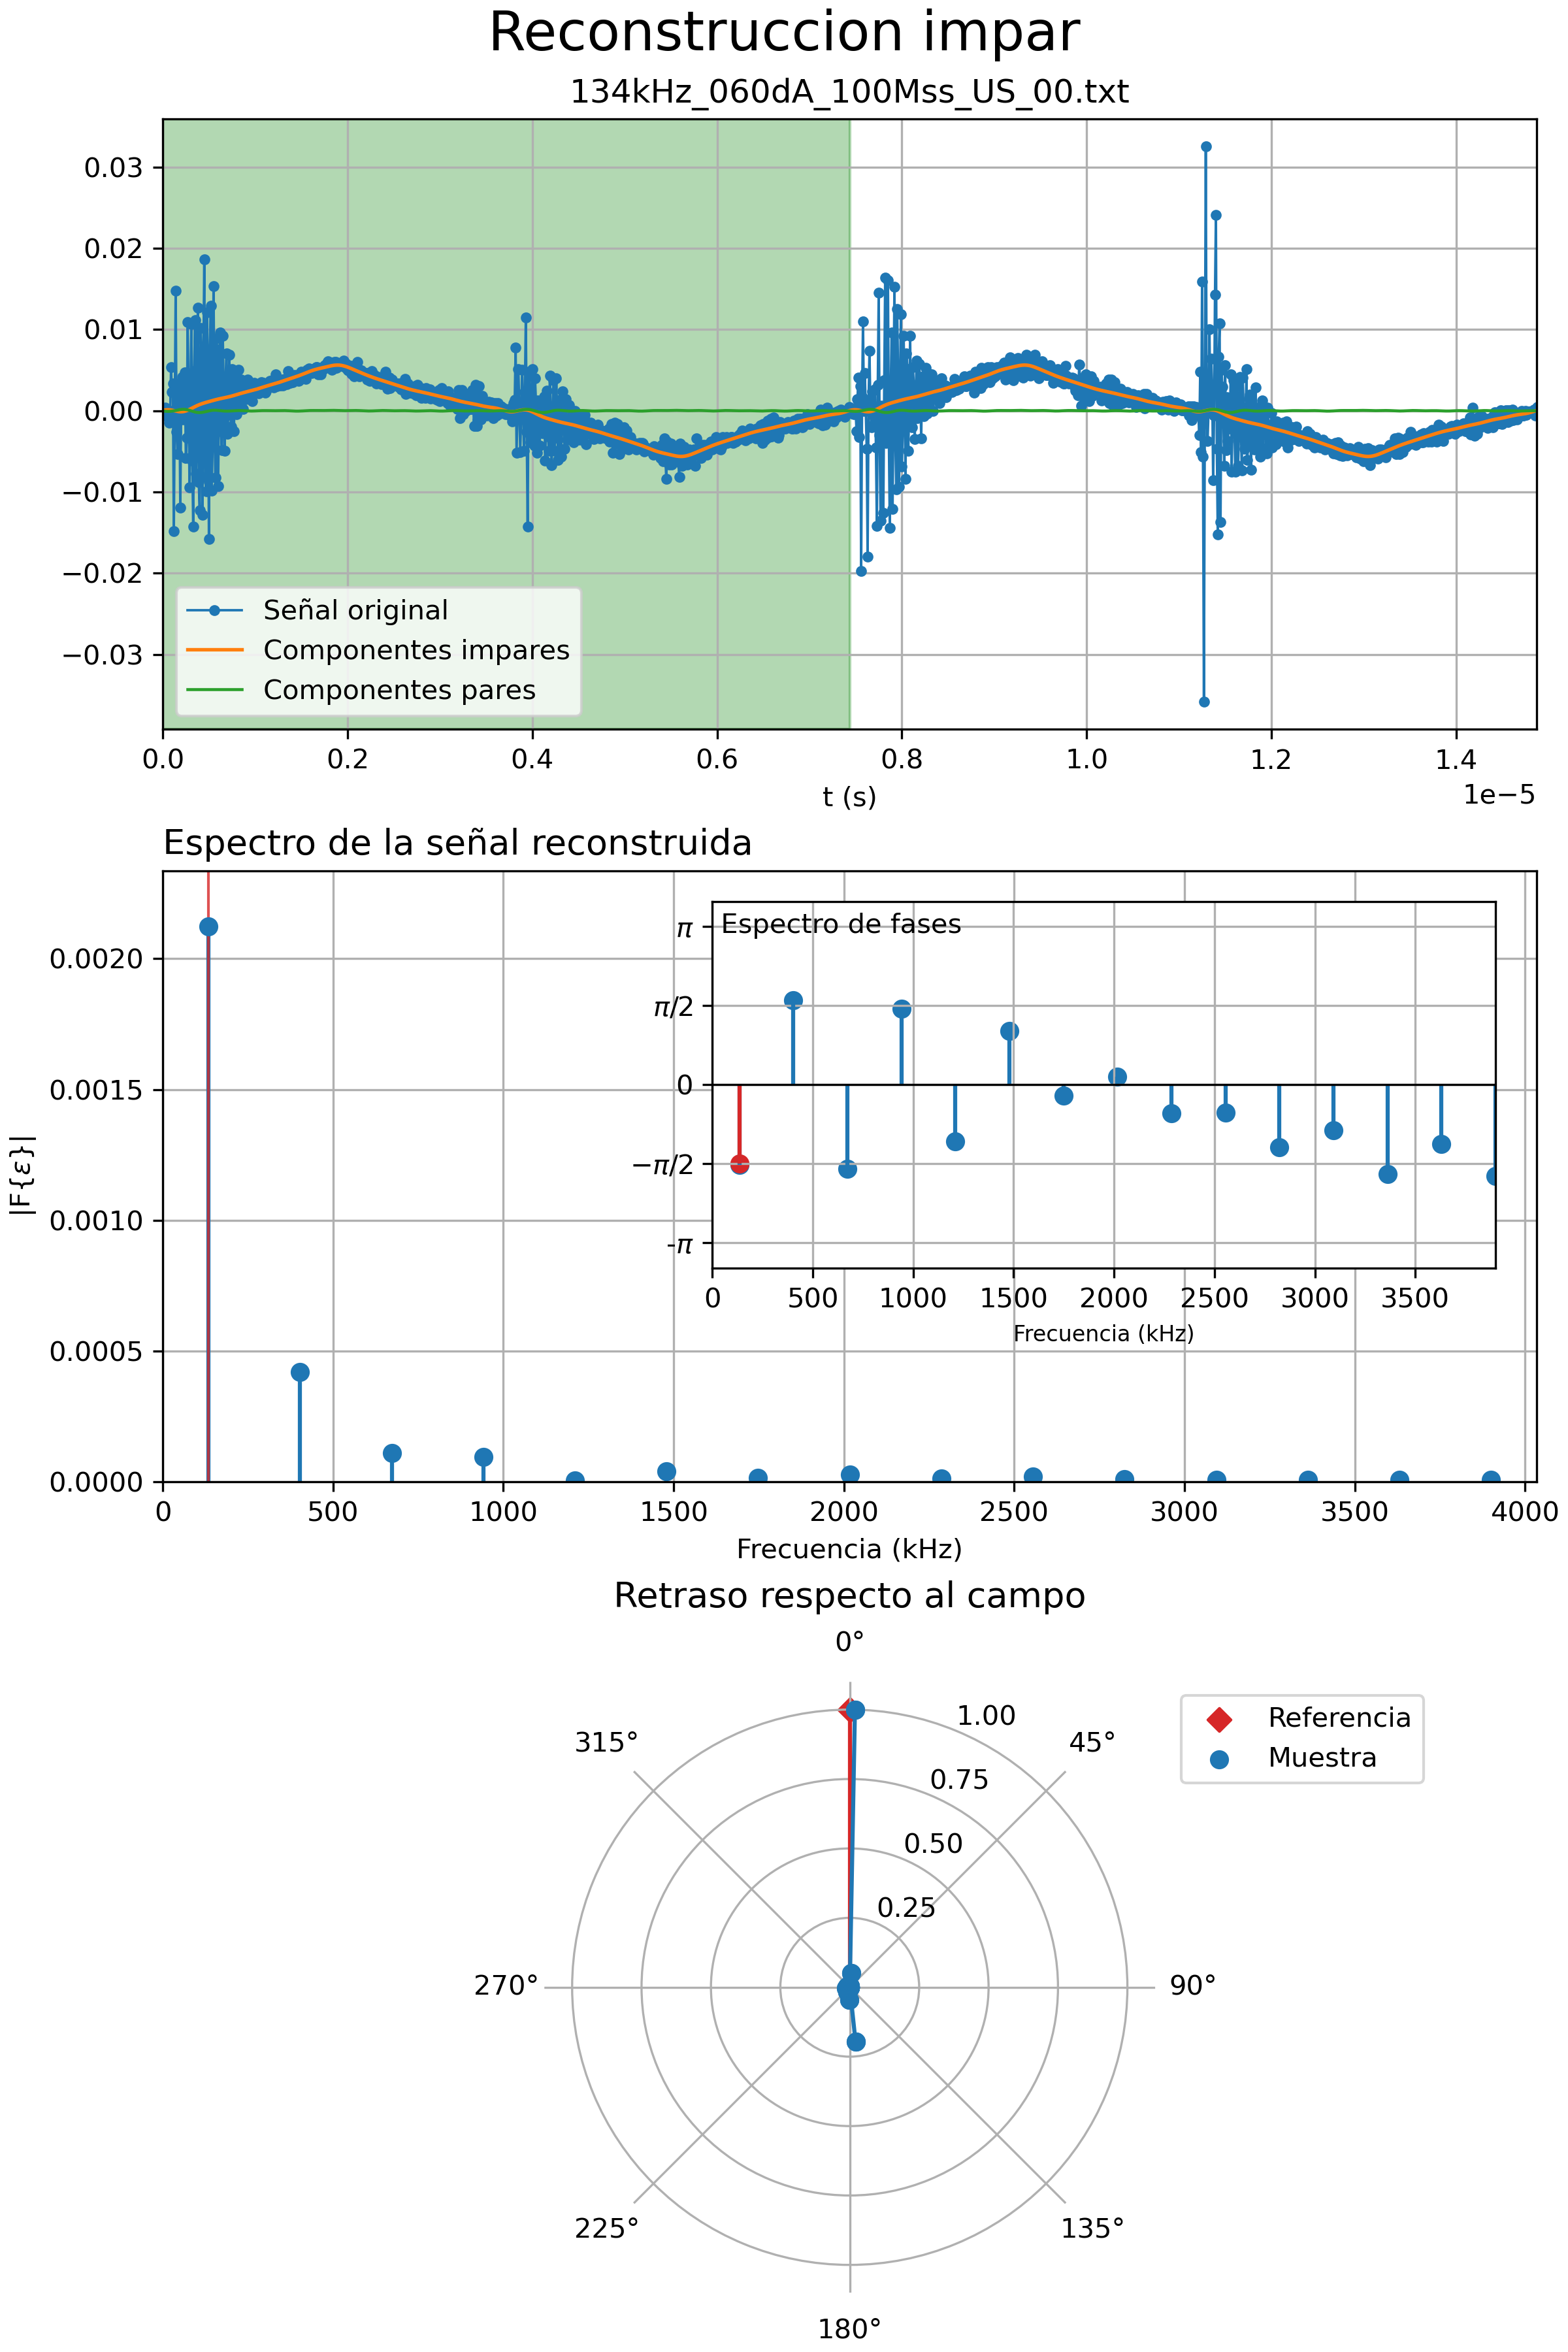 Reconstruccion impar
134kHz_060dA_100Mss_US_00.txt
0.03
0.02
0.01
0.00
−0.01
−0.02
−0.03
Señal original
Componentes impares
Componentes pares
0.0 0.2 0.4 0.6 0.8 1.0 1.2 1.4
t (s)
1e−5
Espectro de la señal reconstruida
|F{ε}|
0.0020
0.0015
0.0010
0.0005
0.0000
Espectro de fases
π
π/2
0
−π/2
-π
0 500 1000 1500 2000 2500 3000 3500
Frecuencia (kHz)
0 500 1000 1500 2000 2500 3000 3500 4000
Frecuencia (kHz)
Retraso respecto al campo
0°
45°
90°
135°
180°
225°
270°
315°
1.00
0.75
0.50
0.25
Referencia
Muestra